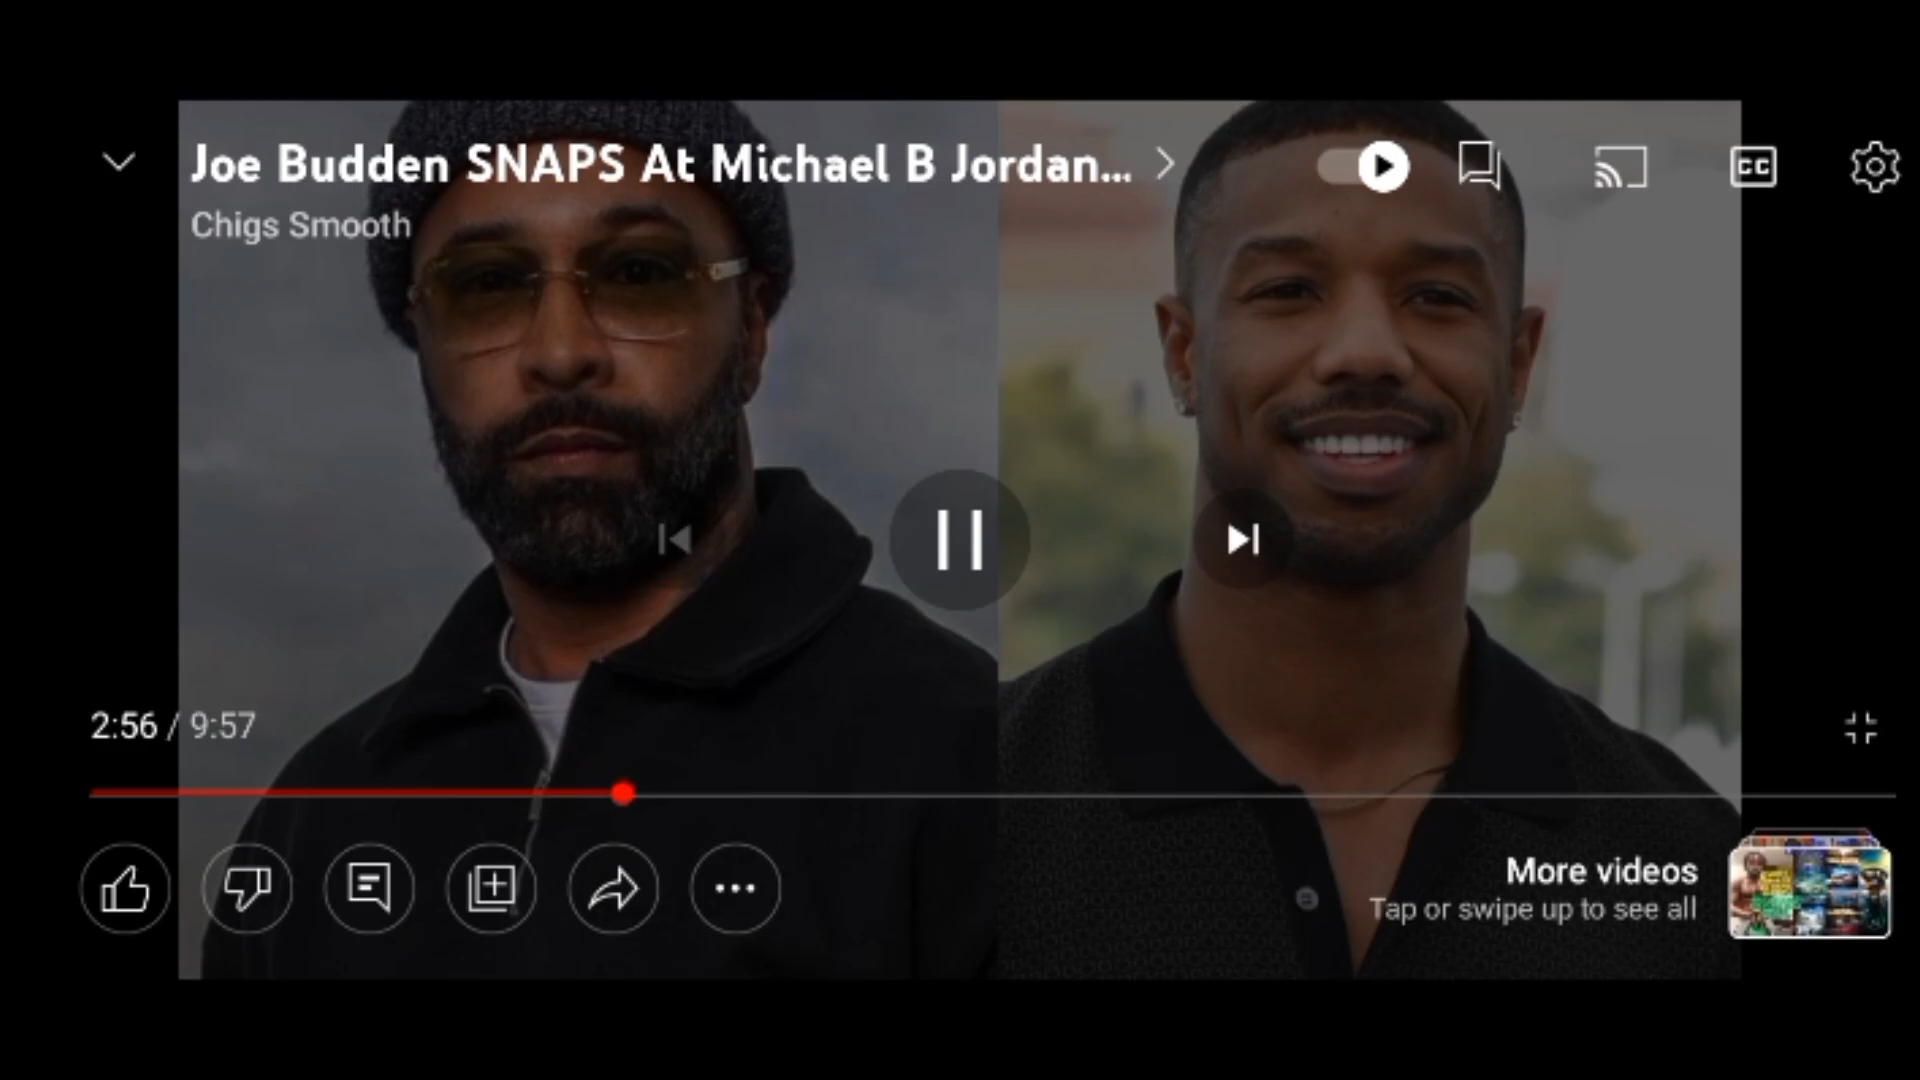 Joe Budden SNAPS At Michael B Jordan...
Chigs Smooth
CC
2:56 / 9:57
More videos
Tap or swipe up to see all